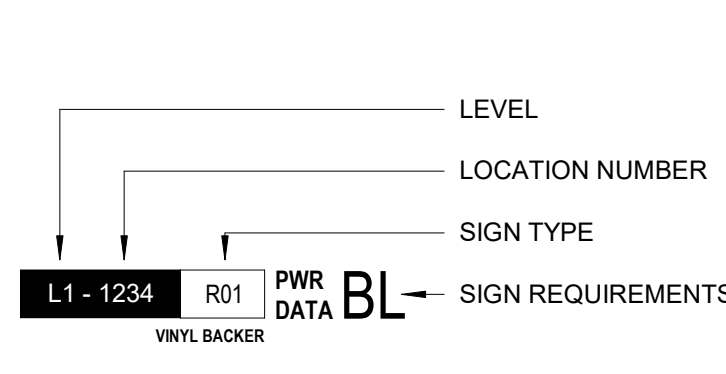 LEVEL
LOCATION NUMBER
SIGN TYPE
L1 - 1234 R01 PWR DATA BL SIGN REQUIREMENTS
VINYL BACKER